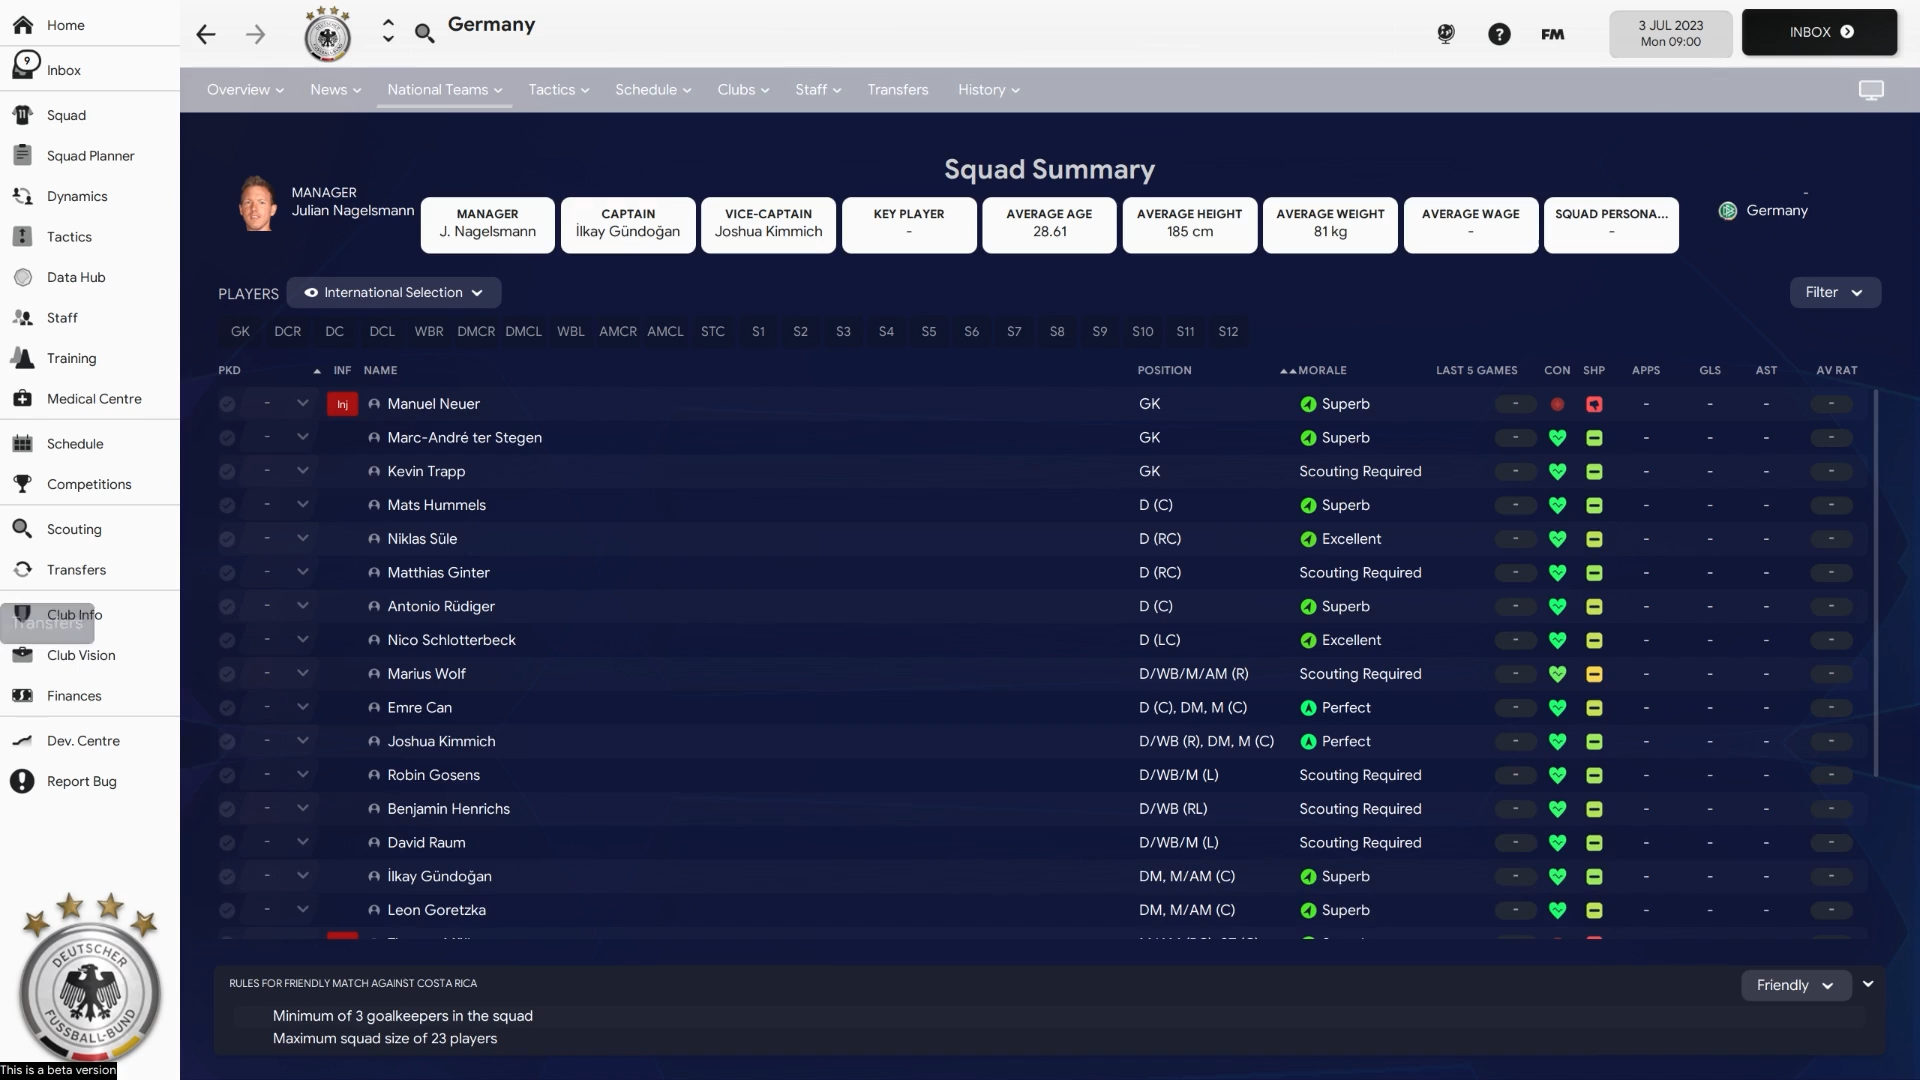 Home
Inbox
9
Squad
Squad Planner
Dynamics
Tactics
Data Hub
Staff
Training
Medical Centre
Schedule
Competitions
Scouting
Transfers
Club Info
Transfers
Club Vision
Finances
Dev. Centre
Report Bug
DEUTSCHER
FUSSBALL-BUND
This is a beta version
Germany
FM
3 JUL 2023
Mon 09:00
INBOX
Overview News National Teams Tactics Schedule Clubs Staff Transfers History
Squad Summary
MANAGER
Julian Nagelsmann
MANAGER
J. Nagelsmann
CAPTAIN
İlkay Gündoğan
VICE-CAPTAIN
Joshua Kimmich
KEY PLAYER
-
AVERAGE AGE
28.61
AVERAGE HEIGHT
185 cm
AVERAGE WEIGHT
81 kg
AVERAGE WAGE
-
SQUAD PERSONA...
-
-
Germany
PLAYERS International Selection Filter
GK DCR DC DCL WBR DMCR DMCL WBL AMCR AMCL STC S1 S2 S3 S4 S5 S6 S7 S8 S9 S10 S11 S12
PKD INF NAME POSITION MORALE LAST 5 GAMES CON SHP APPS GLS AST AV RAT
- Inj Manuel Neuer GK Superb - - - - -
- Marc-André ter Stegen GK Superb - - - - -
- Kevin Trapp GK Scouting Required - - - - -
- Mats Hummels D (C) Superb - - - - -
- Niklas Süle D (RC) Excellent - - - - -
- Matthias Ginter D (RC) Scouting Required - - - - -
- Antonio Rüdiger D (C) Superb - - - - -
- Nico Schlotterbeck D (LC) Excellent - - - - -
- Marius Wolf D/WB/M/AM (R) Scouting Required - - - - -
- Emre Can D (C), DM, M (C) Perfect - - - - -
- Joshua Kimmich D/WB (R), DM, M (C) Perfect - - - - -
- Robin Gosens D/WB/M (L) Scouting Required - - - - -
- Benjamin Henrichs D/WB (RL) Scouting Required - - - - -
- David Raum D/WB/M (L) Scouting Required - - - - -
- İlkay Gündoğan DM, M/AM (C) Superb - - - - -
- Leon Goretzka DM, M/AM (C) Superb - - - - -
RULES FOR FRIENDLY MATCH AGAINST COSTA RICA
Friendly
Minimum of 3 goalkeepers in the squad
Maximum squad size of 23 players